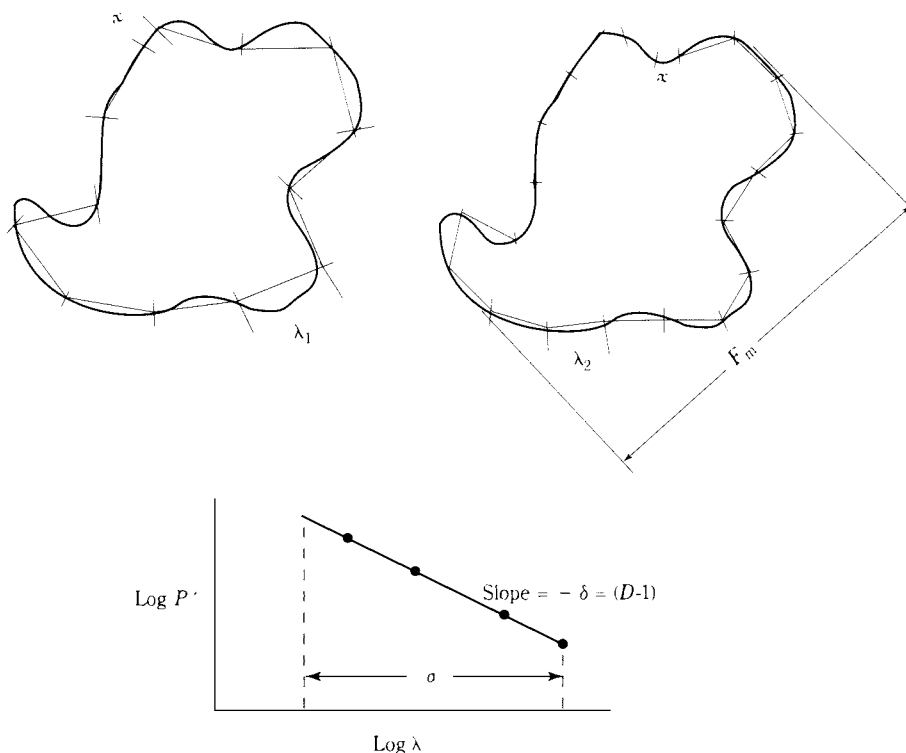 x
x
λ₁
λ₂
Fₘ
Log P´
Slope = − δ = (D-1)
σ
Log λ